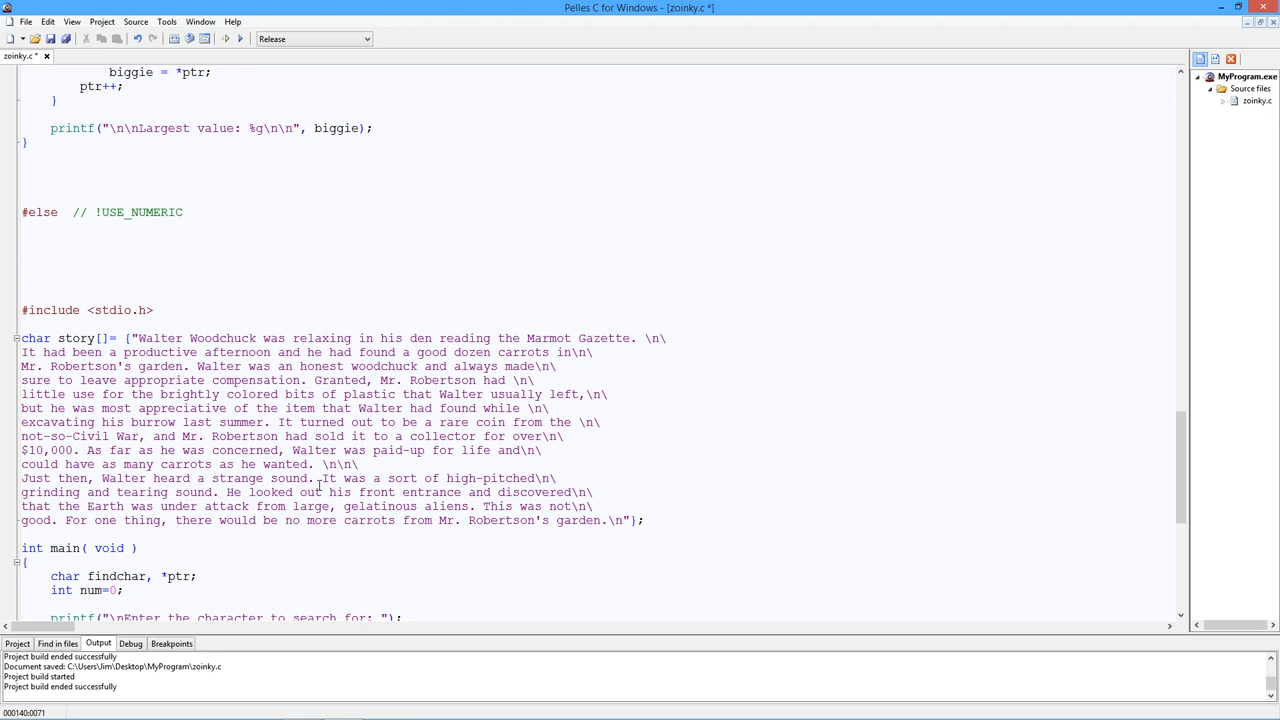 Pelles C for Windows - [zoinky.c *]
File Edit View Project Source Tools Window Help
Release
zoinky.c *
biggie = *ptr;
ptr++;
}
printf("\n\nLargest value: %g\n\n", biggie);
}
#else // !USE_NUMERIC
#include <stdio.h>
char story[]= {"Walter Woodchuck was relaxing in his den reading the Marmot Gazette. \n\
It had been a productive afternoon and he had found a good dozen carrots in\n\
Mr. Robertson's garden. Walter was an honest woodchuck and always made\n\
sure to leave appropriate compensation. Granted, Mr. Robertson had \n\
little use for the brightly colored bits of plastic that Walter usually left,\n\
but he was most appreciative of the item that Walter had found while \n\
excavating his burrow last summer. It turned out to be a rare coin from the \n\
not-so-Civil War, and Mr. Robertson had sold it to a collector for over\n\
$10,000. As far as he was concerned, Walter was paid-up for life and\n\
could have as many carrots as he wanted. \n\n\
Just then, Walter heard a strange sound. It was a sort of high-pitched\n\
grinding and tearing sound. He looked out his front entrance and discovered\n\
that the Earth was under attack from large, gelatinous aliens. This was not\n\
good. For one thing, there would be no more carrots from Mr. Robertson's garden.\n"};
int main( void )
{
char findchar, *ptr;
int num=0;
printf("\nEnter the character to search for: ");
MyProgram.exe
Source files
zoinky.c
Project Find in files Output Debug Breakpoints
Project build ended successfully
Document saved: C:\Users\Jim\Desktop\MyProgram\zoinky.c
Project build started
Project build ended successfully
000140:0071